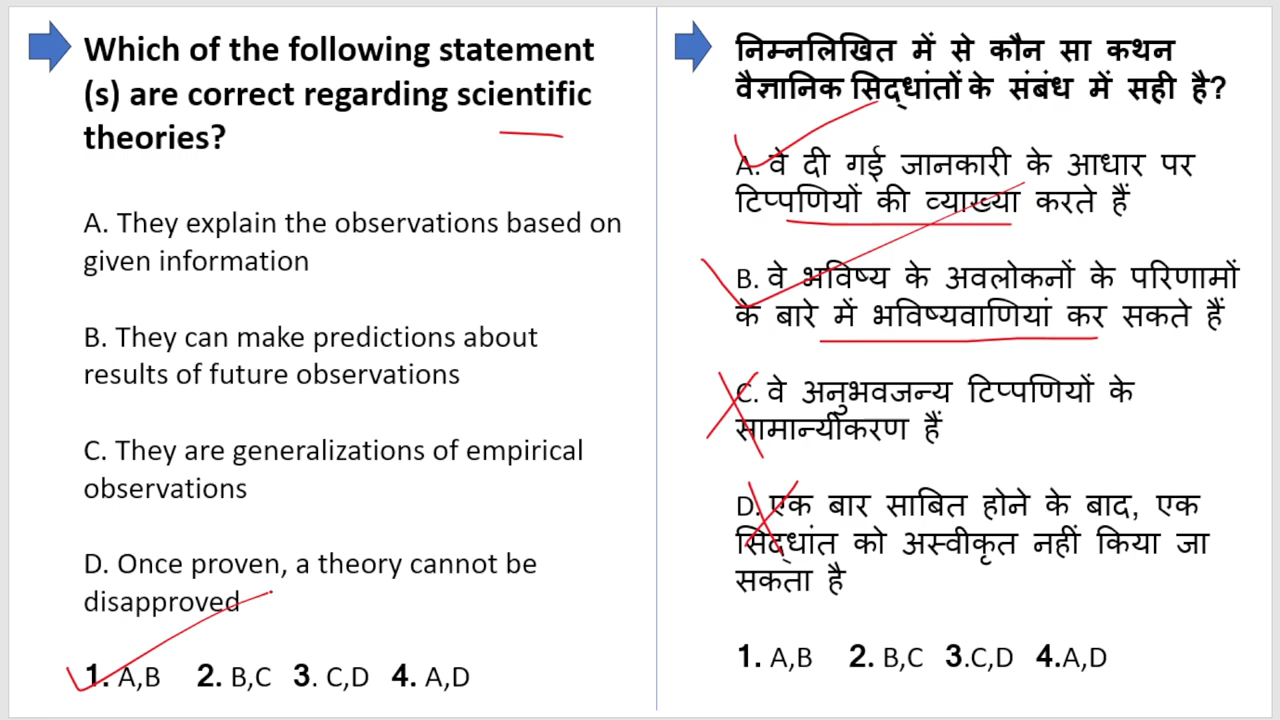 Which of the following statement
(s) are correct regarding scientific
theories?
A. They explain the observations based on
given information
B. They can make predictions about
results of future observations
C. They are generalizations of empirical
observations
D. Once proven, a theory cannot be
disapproved
1. A,B 2. B,C 3. C,D 4. A,D
निम्नलिखित में से कौन सा कथन
वैज्ञानिक सिद्धांतों के संबंध में सही है?
A. वे दी गई जानकारी के आधार पर
टिप्पणियों की व्याख्या करते हैं
B. वे भविष्य के अवलोकनों के परिणामों
के बारे में भविष्यवाणियां कर सकते हैं
C. वे अनुभवजन्य टिप्पणियों के
सामान्यीकरण हैं
D. एक बार साबित होने के बाद, एक
सिद्धांत को अस्वीकृत नहीं किया जा
सकता है
1. A,B 2. B,C 3.C,D 4.A,D